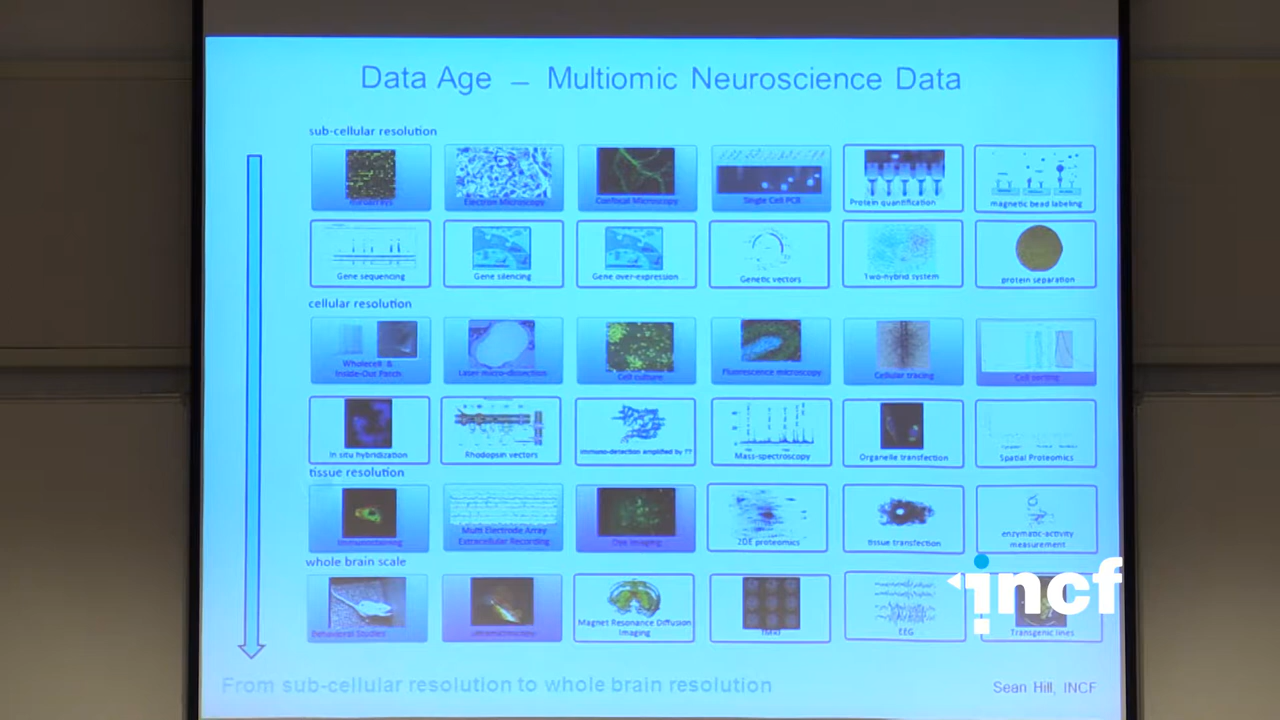 Data Age – Multiomic Neuroscience Data
sub-cellular resolution
Electron Microscopy
Confocal Microscopy
Single Cell PCR
Protein quantification
magnetic bead labeling
Gene sequencing
Gene silencing
Gene over-expression
Genetic vectors
Two-hybrid system
protein separation
cellular resolution
Wholecell &
Inside-Out Patch
Laser micro-dissection
Cell culture
Fluorescence microscopy
Cellular tracing
Cell sorting
In situ hybridization
Rhodopsin vectors
immuno-detection amplified by ??
Mass-spectroscopy
Organelle transfection
Spatial Proteomics
tissue resolution
Immunostaining
Multi Electrode Array
Extracellular Recording
Dye Imaging
2DE proteomics
tissue transfection
enzymatic-activity
measurement
whole brain scale
Behavioral Studies
Magnet Resonance Diffusion
Imaging
fMRI
EEG
Transgenic lines
incf
From sub-cellular resolution to whole brain resolution
Sean Hill, INCF